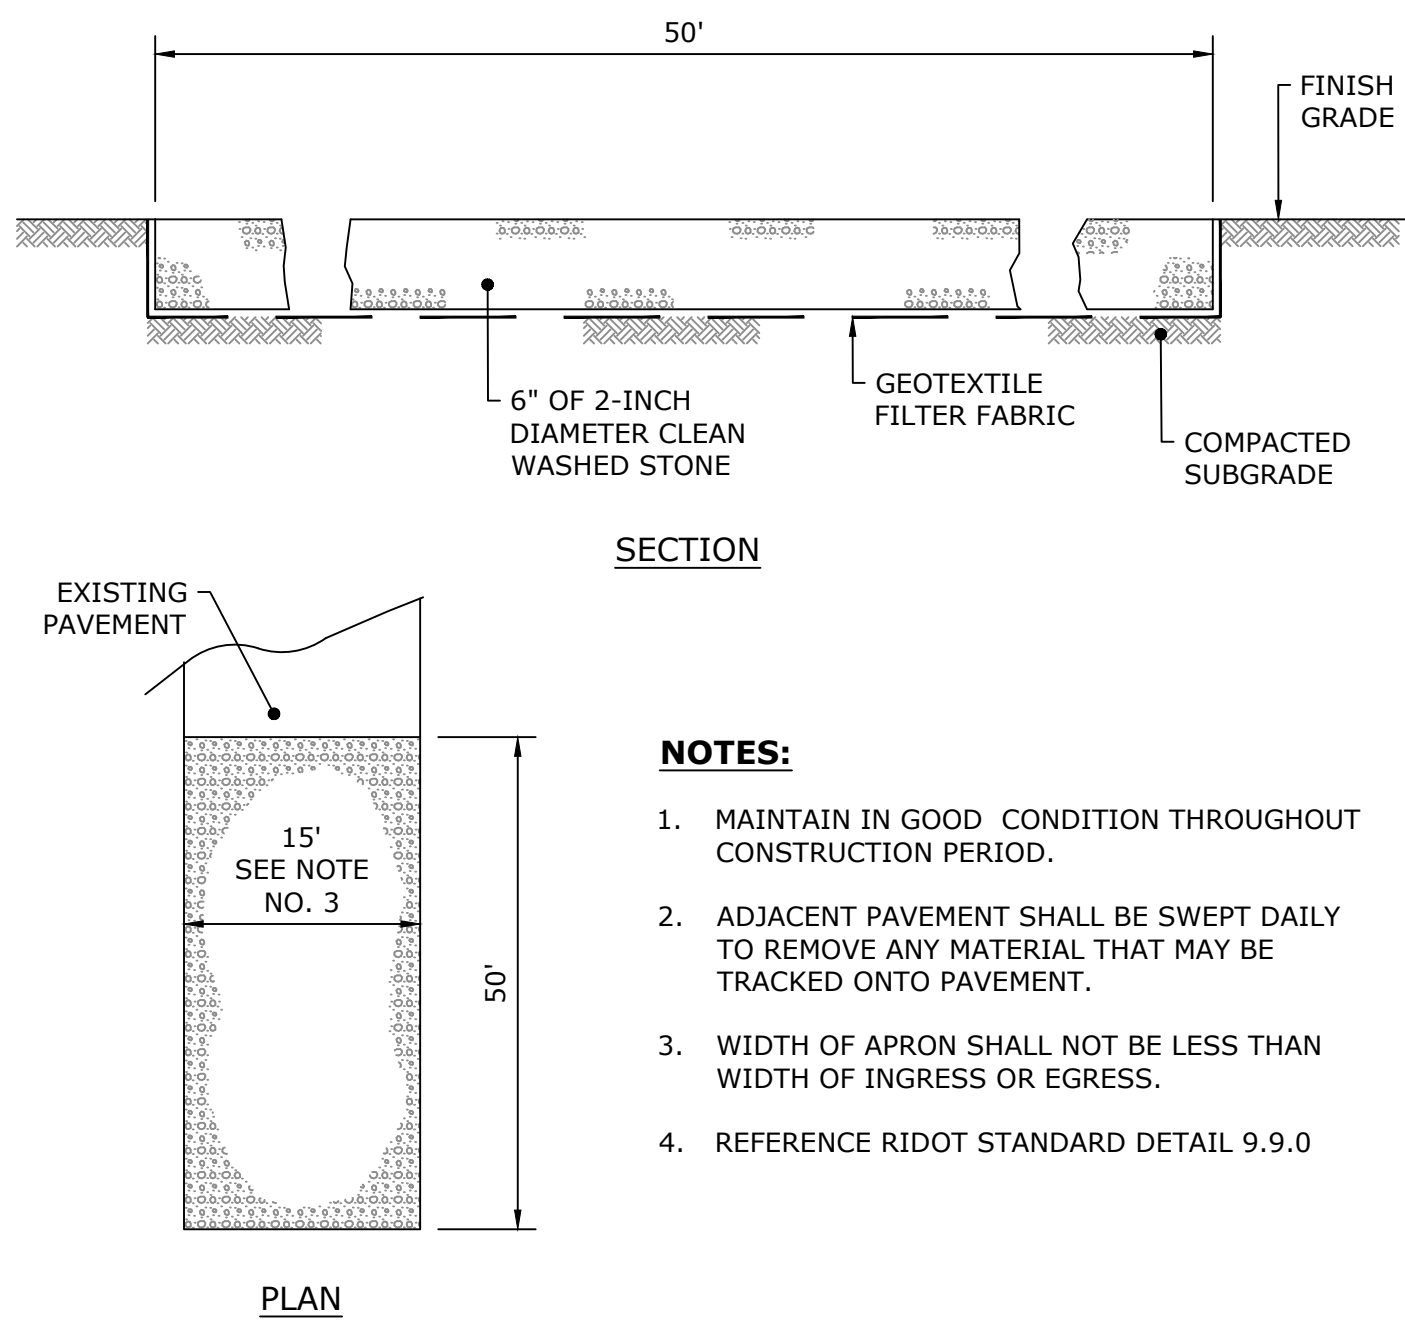 50'
FINISH
GRADE
6" OF 2-INCH
DIAMETER CLEAN
WASHED STONE
GEOTEXTILE
FILTER FABRIC
COMPACTED
SUBGRADE
SECTION
EXISTING
PAVEMENT
15'
SEE NOTE
NO. 3
50'
PLAN
NOTES:
1. MAINTAIN IN GOOD CONDITION THROUGHOUT
CONSTRUCTION PERIOD.
2. ADJACENT PAVEMENT SHALL BE SWEPT DAILY
TO REMOVE ANY MATERIAL THAT MAY BE
TRACKED ONTO PAVEMENT.
3. WIDTH OF APRON SHALL NOT BE LESS THAN
WIDTH OF INGRESS OR EGRESS.
4. REFERENCE RIDOT STANDARD DETAIL 9.9.0